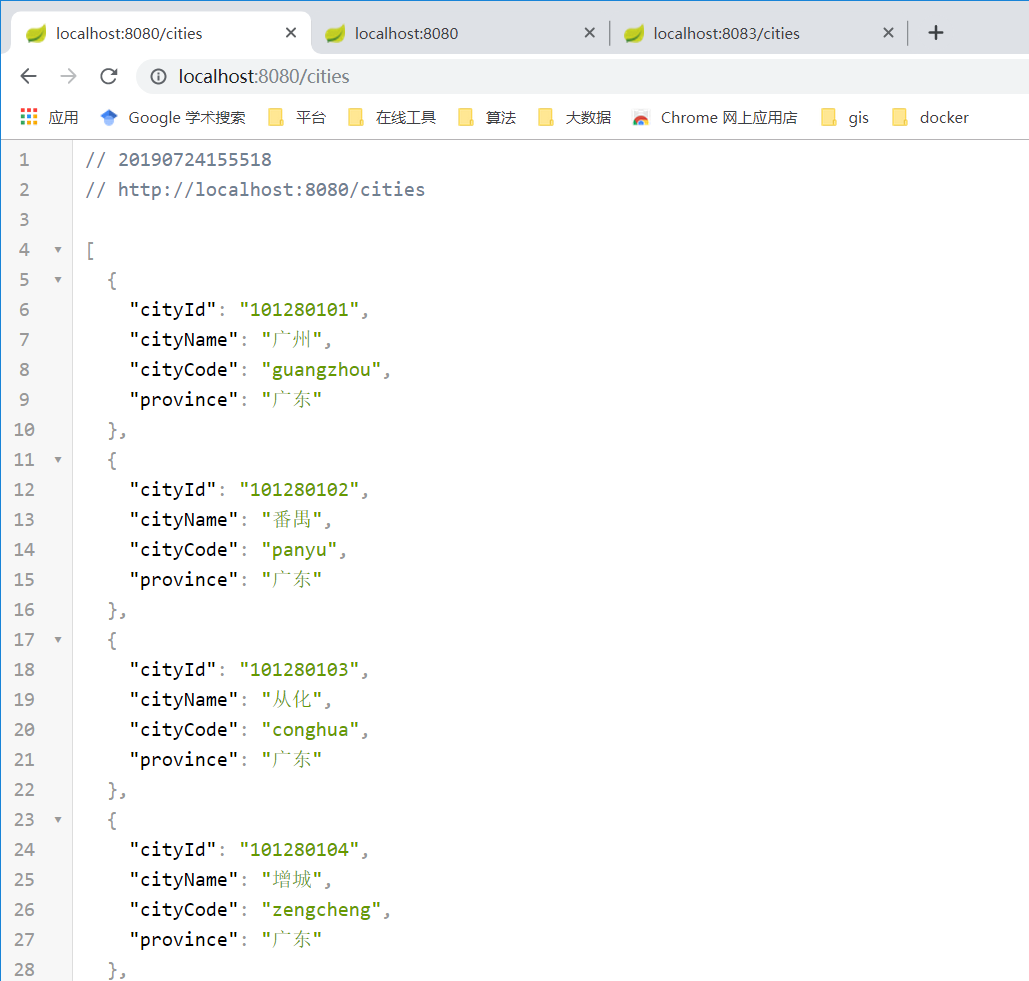 localhost:8080/cities localhost:8080 localhost:8083/cities
localhost:8080/cities
应用 Google 学术搜索 平台 在线工具 算法 大数据 Chrome 网上应用店 gis docker
1 // 20190724155518
2 // http://localhost:8080/cities
3
4 [
5 {
6 "cityId": "101280101",
7 "cityName": "广州",
8 "cityCode": "guangzhou",
9 "province": "广东"
10 },
11 {
12 "cityId": "101280102",
13 "cityName": "番禺",
14 "cityCode": "panyu",
15 "province": "广东"
16 },
17 {
18 "cityId": "101280103",
19 "cityName": "从化",
20 "cityCode": "conghua",
21 "province": "广东"
22 },
23 {
24 "cityId": "101280104",
25 "cityName": "增城",
26 "cityCode": "zengcheng",
27 "province": "广东"
28 },